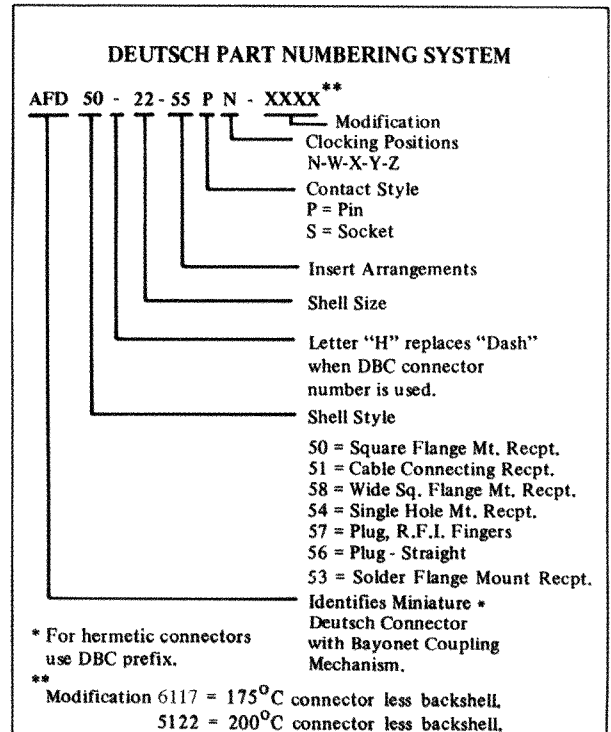 DEUTSCH PART NUMBERING SYSTEM
AFD 50 - 22 - 55 P N - XXXX**
Modification
Clocking Positions
N-W-X-Y-Z
Contact Style
P = Pin
S = Socket
Insert Arrangements
Shell Size
Letter “H” replaces “Dash”
when DBC connector
number is used.
Shell Style
50 = Square Flange Mt. Recpt.
51 = Cable Connecting Recpt.
58 = Wide Sq. Flange Mt. Recpt.
54 = Single Hole Mt. Recpt.
57 = Plug, R.F.I. Fingers
56 = Plug - Straight
53 = Solder Flange Mount Recpt.
Identifies Miniature *
Deutsch Connector
with Bayonet Coupling
Mechanism.
* For hermetic connectors
use DBC prefix.
**
Modification 6117 = 175°C connector less backshell.
5122 = 200°C connector less backshell.